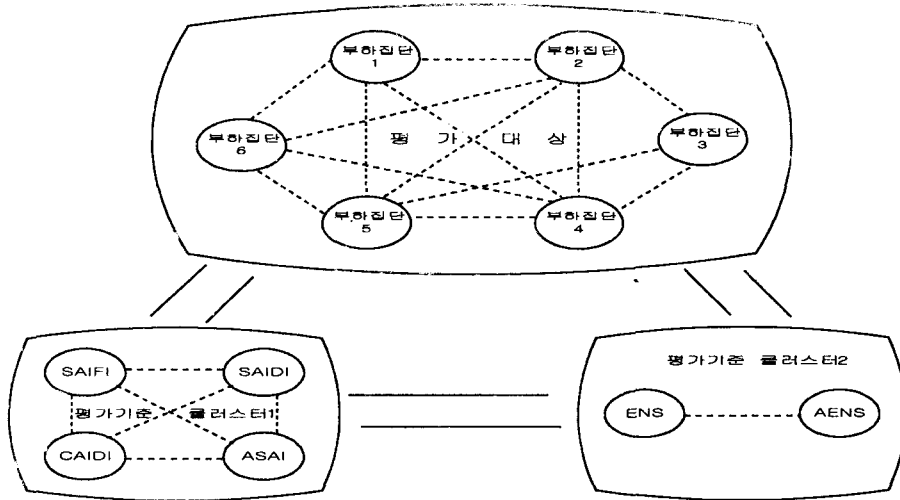 부하집단
1
부하집단
2
부하집단
6
평 가 대 상
부하집단
3
부하집단
5
부하집단
4
SAIFI
SAIDI
평가기준 클러스터1
CAIDI
ASAI
평가기준 클러스터2
ENS
AENS